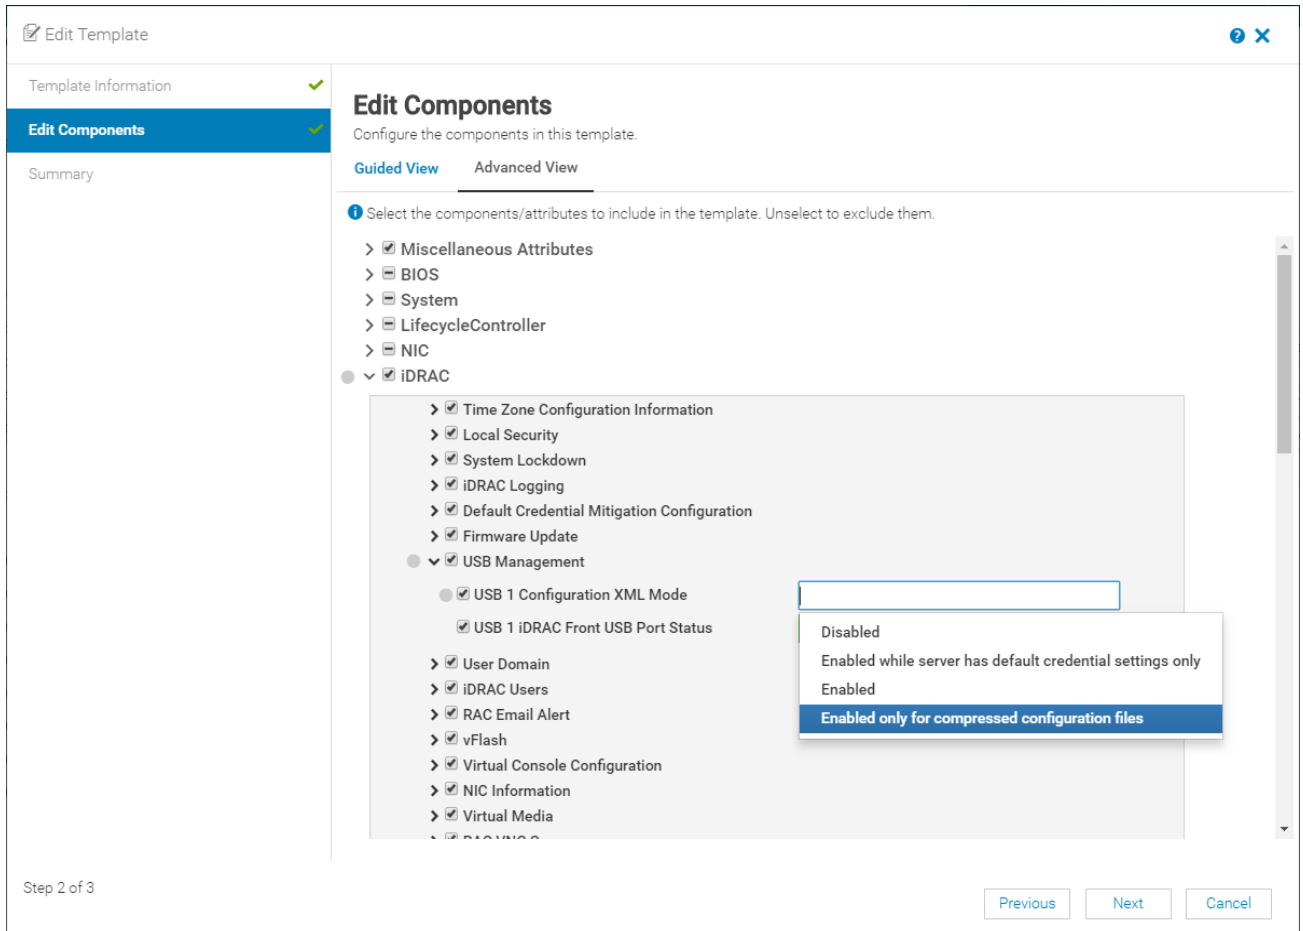 Edit Template
Template Information
Edit Components
Summary
Edit Components
Configure the components in this template.
Guided View
Advanced View
Select the components/attributes to include in the template. Unselect to exclude them.
Miscellaneous Attributes
BIOS
System
LifecycleController
NIC
iDRAC
Time Zone Configuration Information
Local Security
System Lockdown
iDRAC Logging
Default Credential Mitigation Configuration
Firmware Update
USB Management
USB 1 Configuration XML Mode
USB 1 iDRAC Front USB Port Status
Disabled
Enabled while server has default credential settings only
Enabled
Enabled only for compressed configuration files
User Domain
iDRAC Users
RAC Email Alert
vFlash
Virtual Console Configuration
NIC Information
Virtual Media
Step 2 of 3
Previous
Next
Cancel